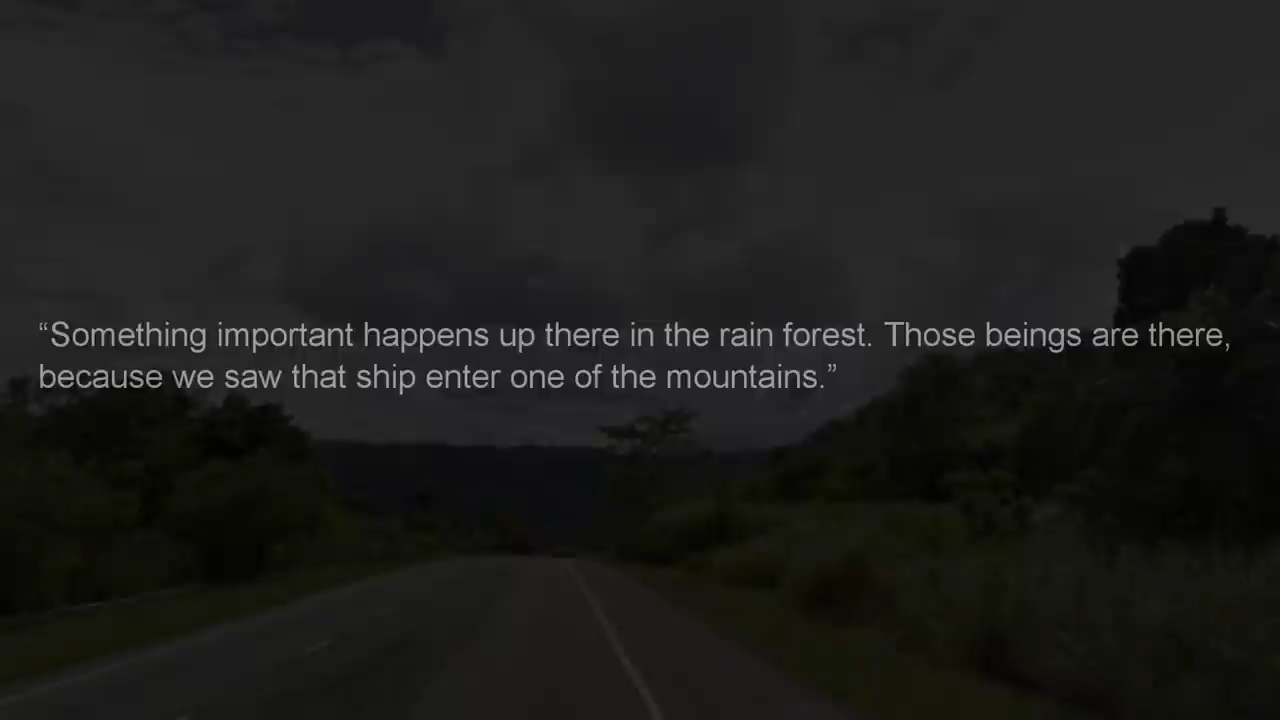 “Something important happens up there in the rain forest. Those beings are there,
because we saw that ship enter one of the mountains.”